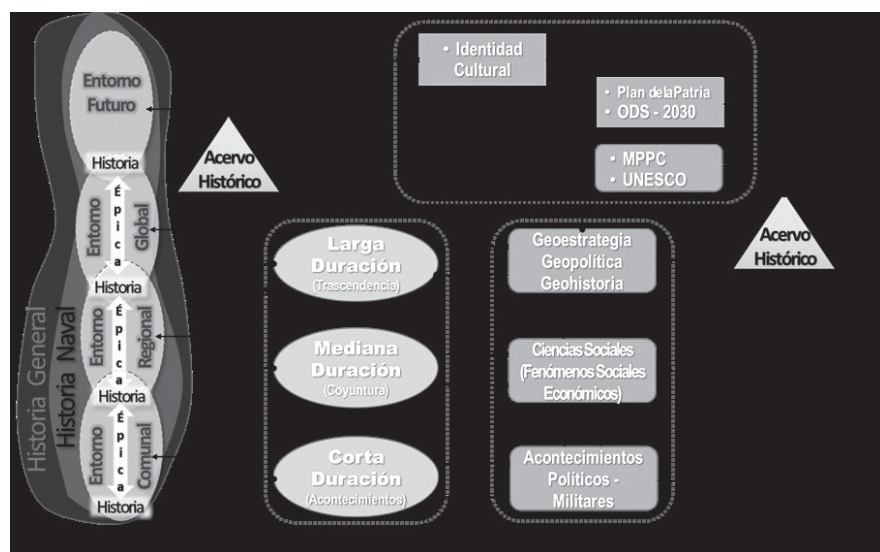 Entorno
Futuro
Historia
Épica
Entorno
Global
Historia
Épica
Entorno
Regional
Historia
Épica
Entorno
Comunal
Historia
Historia General
Historia Naval
Acervo
Histórico
• Identidad
Cultural
• Plan delaPatria
• ODS - 2030
• MPPC
• UNESCO
Larga
Duración
(Trascendencia)
Mediana
Duración
(Coyuntura)
Corta
Duración
(Acontecimientos)
Geoestrategia
Geopolítica
Geohistoria
Ciencias Sociales
(Fenómenos Sociales
Económicos)
Acontecimientos
Políticos -
Militares
Acervo
Histórico